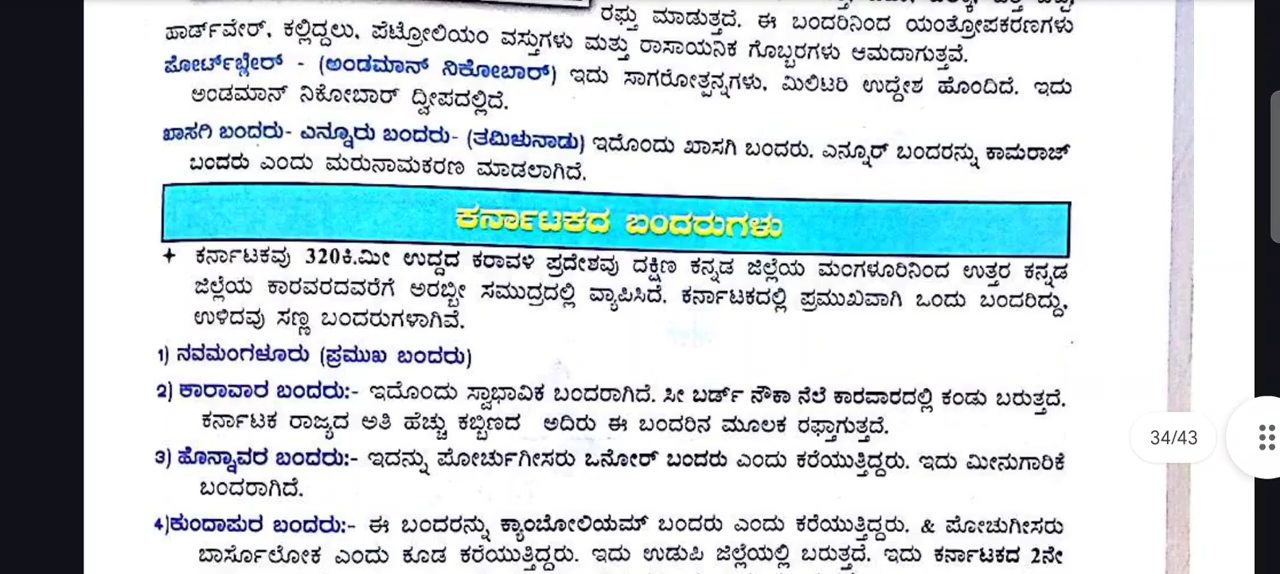 ರಫ್ತು ಮಾಡುತ್ತದೆ. ಈ ಬಂದರಿನಿಂದ ಯಂತ್ರೋಪಕರಣಗಳು
ಹಾರ್ಡ್‌ವೇರ್, ಕಲ್ಲಿದ್ದಲು, ಪೆಟ್ರೋಲಿಯಂ ವಸ್ತುಗಳು ಮತ್ತು ರಾಸಾಯನಿಕ ಗೊಬ್ಬರಗಳು ಆಮದಾಗುತ್ತವೆ.
ಪೋರ್ಟ್‌ಬ್ಲೇರ್ - (ಅಂಡಮಾನ್ ನಿಕೋಬಾರ್) ಇದು ಸಾಗರೋತ್ಪನ್ನಗಳು, ಮಿಲಿಟರಿ ಉದ್ದೇಶ ಹೊಂದಿದೆ. ಇದು
ಅಂಡಮಾನ್ ನಿಕೋಬಾರ್ ದ್ವೀಪದಲ್ಲಿದೆ.
ಖಾಸಗಿ ಬಂದರು- ಎನ್ನೂರು ಬಂದರು- (ತಮಿಳುನಾಡು) ಇದೊಂದು ಖಾಸಗಿ ಬಂದರು. ಎನ್ನೂರ್ ಬಂದರನ್ನು ಕಾಮರಾಜ್
ಬಂದರು ಎಂದು ಮರುನಾಮಕರಣ ಮಾಡಲಾಗಿದೆ.
ಕರ್ನಾಟಕದ ಬಂದರುಗಳು
+ ಕರ್ನಾಟಕವು 320ಕಿ.ಮೀ ಉದ್ದದ ಕರಾವಳಿ ಪ್ರದೇಶವು ದಕ್ಷಿಣ ಕನ್ನಡ ಜಿಲ್ಲೆಯ ಮಂಗಳೂರಿನಿಂದ ಉತ್ತರ ಕನ್ನಡ
ಜಿಲ್ಲೆಯ ಕಾರವರದವರೆಗೆ ಅರಬ್ಬೀ ಸಮುದ್ರದಲ್ಲಿ ವ್ಯಾಪಿಸಿದೆ. ಕರ್ನಾಟಕದಲ್ಲಿ ಪ್ರಮುಖವಾಗಿ ಒಂದು ಬಂದರಿದ್ದು,
ಉಳಿದವು ಸಣ್ಣ ಬಂದರುಗಳಾಗಿವೆ.
1) ನವಮಂಗಳೂರು (ಪ್ರಮುಖ ಬಂದರು)
2) ಕಾರಾವಾರ ಬಂದರು:- ಇದೊಂದು ಸ್ವಾಭಾವಿಕ ಬಂದರಾಗಿದೆ. ಸೀ ಬರ್ಡ್ ನೌಕಾ ನೆಲೆ ಕಾರವಾರದಲ್ಲಿ ಕಂಡು ಬರುತ್ತದೆ.
ಕರ್ನಾಟಕ ರಾಜ್ಯದ ಅತಿ ಹೆಚ್ಚು ಕಬ್ಬಿಣದ ಅದಿರು ಈ ಬಂದರಿನ ಮೂಲಕ ರಫ್ತಾಗುತ್ತದೆ.
3) ಹೊನ್ನಾವರ ಬಂದರು:- ಇದನ್ನು ಪೋರ್ಚುಗೀಸರು ಒನೋರ್ ಬಂದರು ಎಂದು ಕರೆಯುತ್ತಿದ್ದರು. ಇದು ಮೀನುಗಾರಿಕೆ
ಬಂದರಾಗಿದೆ.
4)ಕುಂದಾಪುರ ಬಂದರು:- ಈ ಬಂದರನ್ನು ಕ್ಯಾಂಬೋಲಿಯಮ್ ಬಂದರು ಎಂದು ಕರೆಯುತ್ತಿದ್ದರು. & ಪೋಚುಗೀಸರು
ಬಾರ್ಸೊಲೋಕ ಎಂದು ಕೂಡ ಕರೆಯುತ್ತಿದ್ದರು. ಇದು ಉಡುಪಿ ಜಿಲ್ಲೆಯಲ್ಲಿ ಬರುತ್ತದೆ. ಇದು ಕರ್ನಾಟಕದ 2ನೇ
34/43